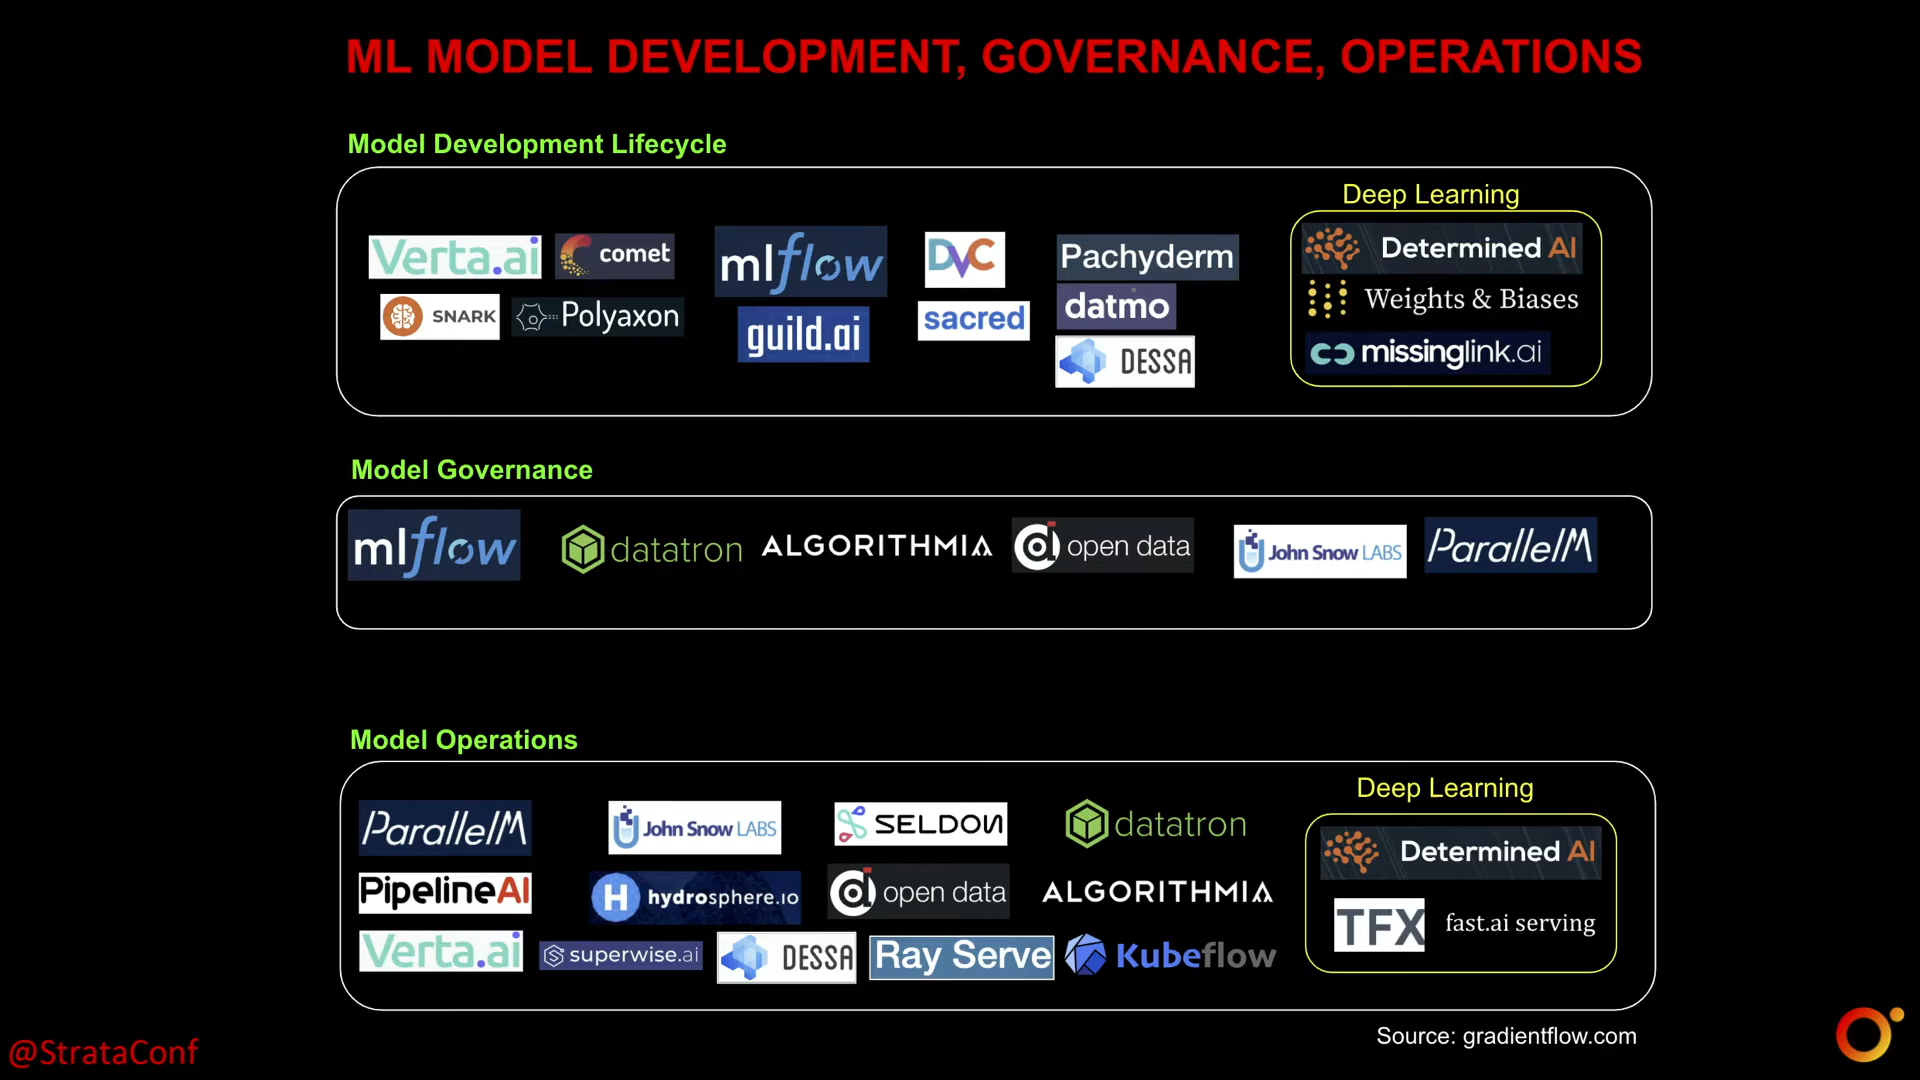 ML MODEL DEVELOPMENT, GOVERNANCE, OPERATIONS
Model Development Lifecycle
Deep Learning
Verta.ai
comet
mlflow
DVC
Pachyderm
Determined AI
SNARK
Polyaxon
guild.ai
sacred
datmo
Weights & Biases
DESSA
missinglink.ai
Model Governance
mlflow
datatron
ALGORITHMIA
open data
John Snow LABS
ParallelM
Model Operations
Deep Learning
ParallelM
John Snow LABS
SELDON
datatron
Determined AI
PipelineAI
H hydrosphere.io
open data
ALGORITHMIA
TFX
fast.ai serving
Verta.ai
superwise.ai
DESSA
Ray Serve
Kubeflow
Source: gradientflow.com
@StrataConf